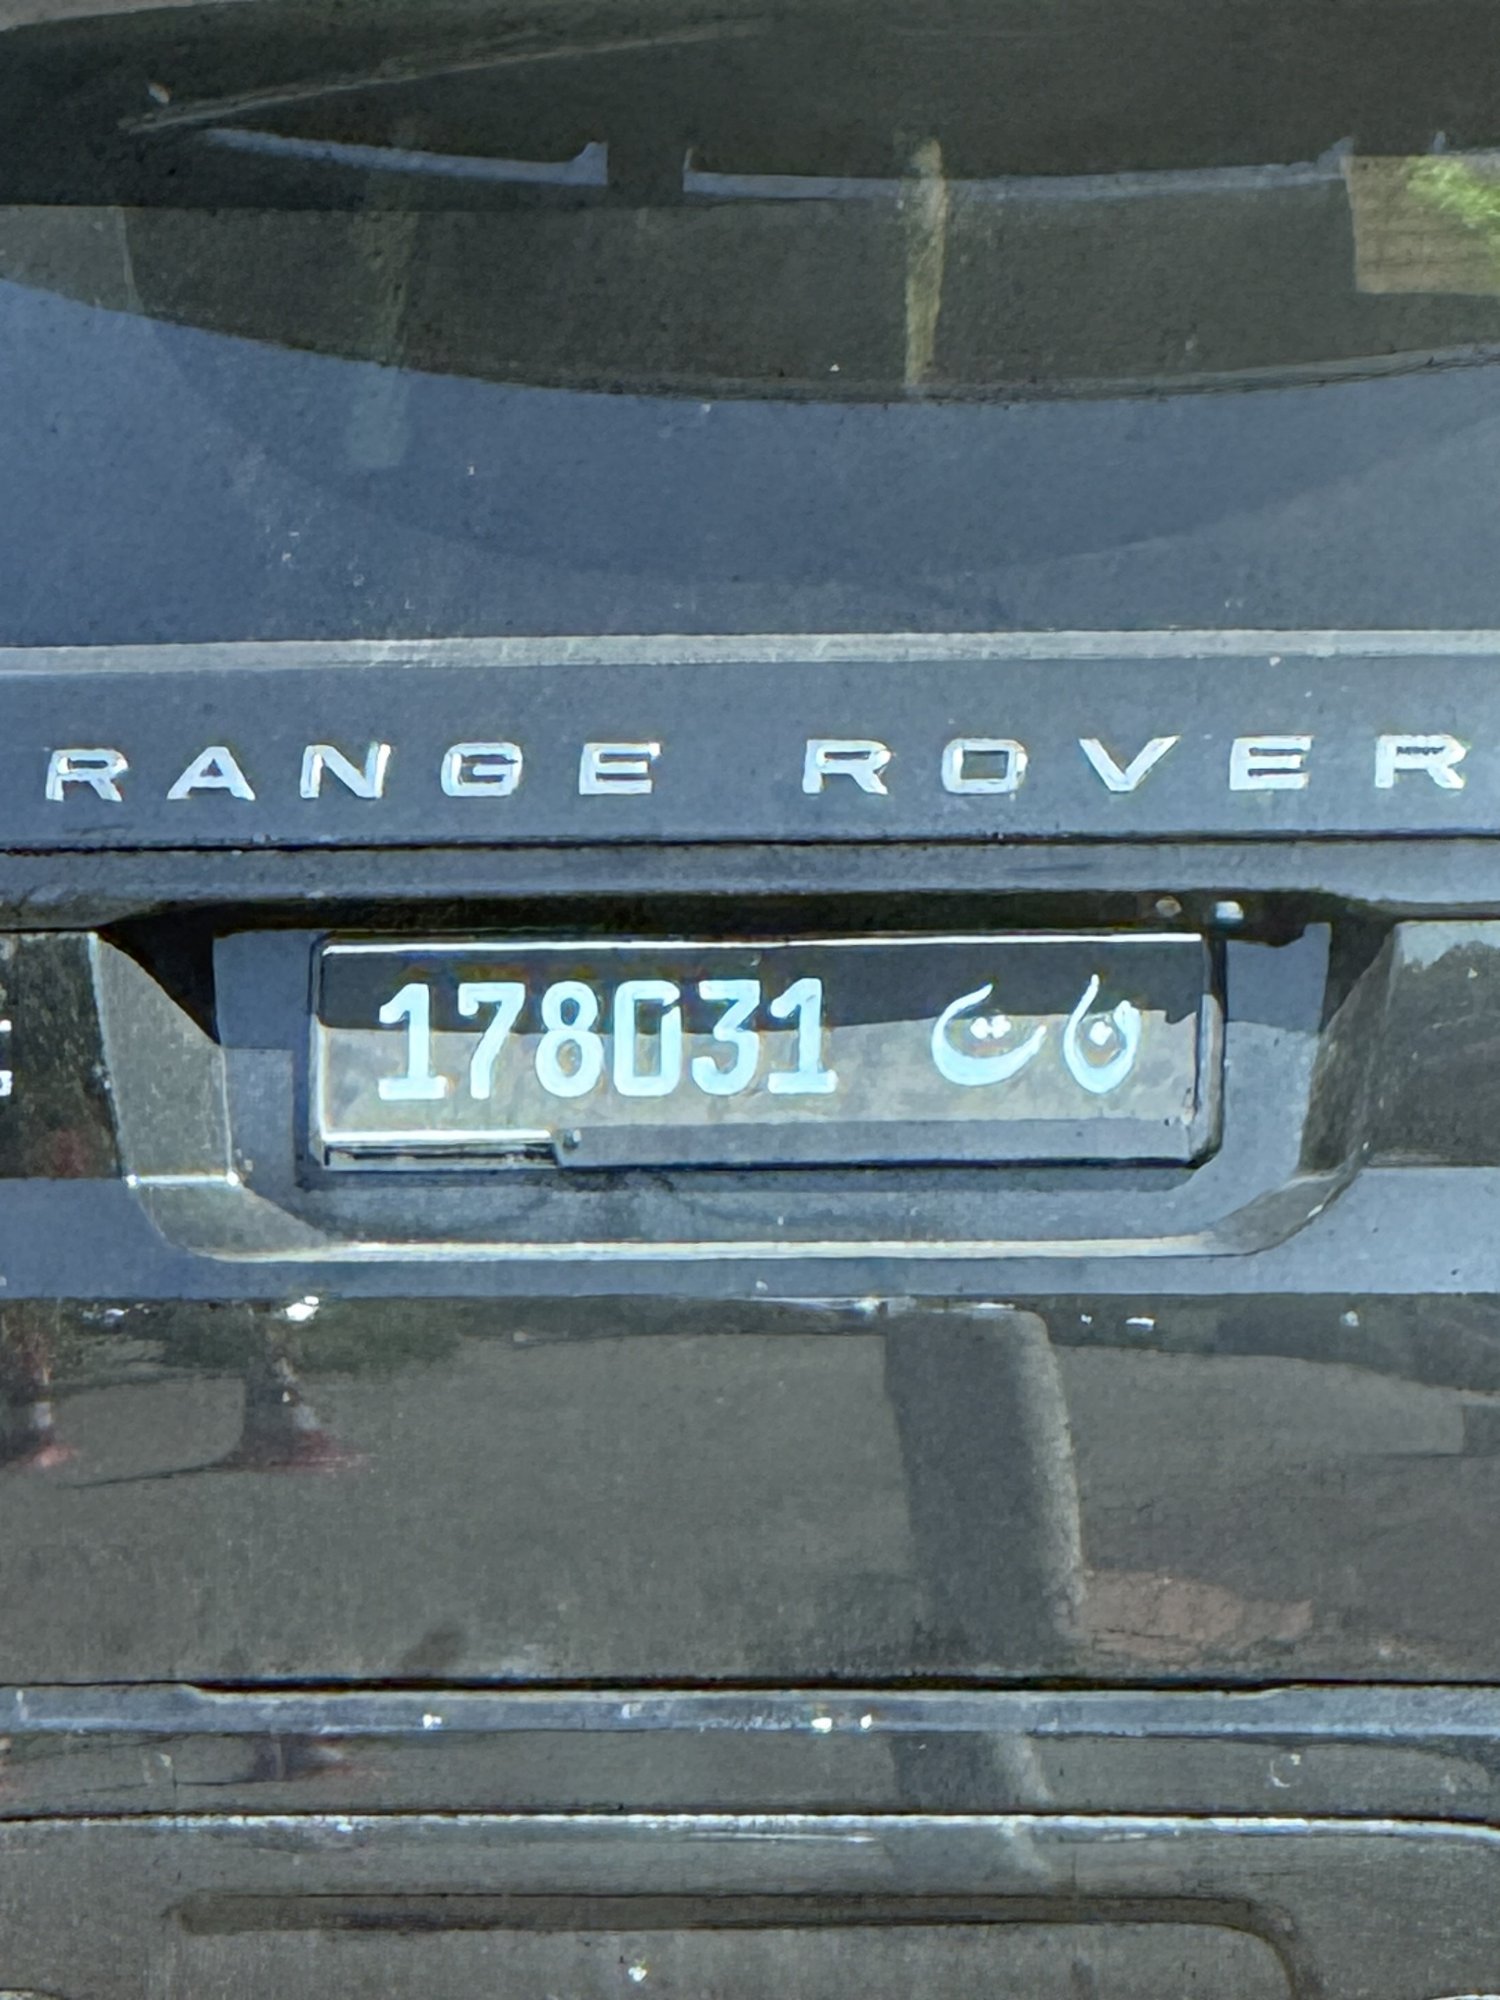 RANGE ROVER
178031 ن ت